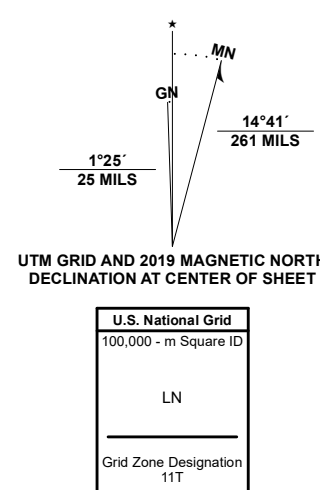 ★
MN
GN
14°41´
261 MILS
1°25´
25 MILS
UTM GRID AND 2019 MAGNETIC NORTH
DECLINATION AT CENTER OF SHEET
U.S. National Grid
100,000 - m Square ID
LN
Grid Zone Designation
11T